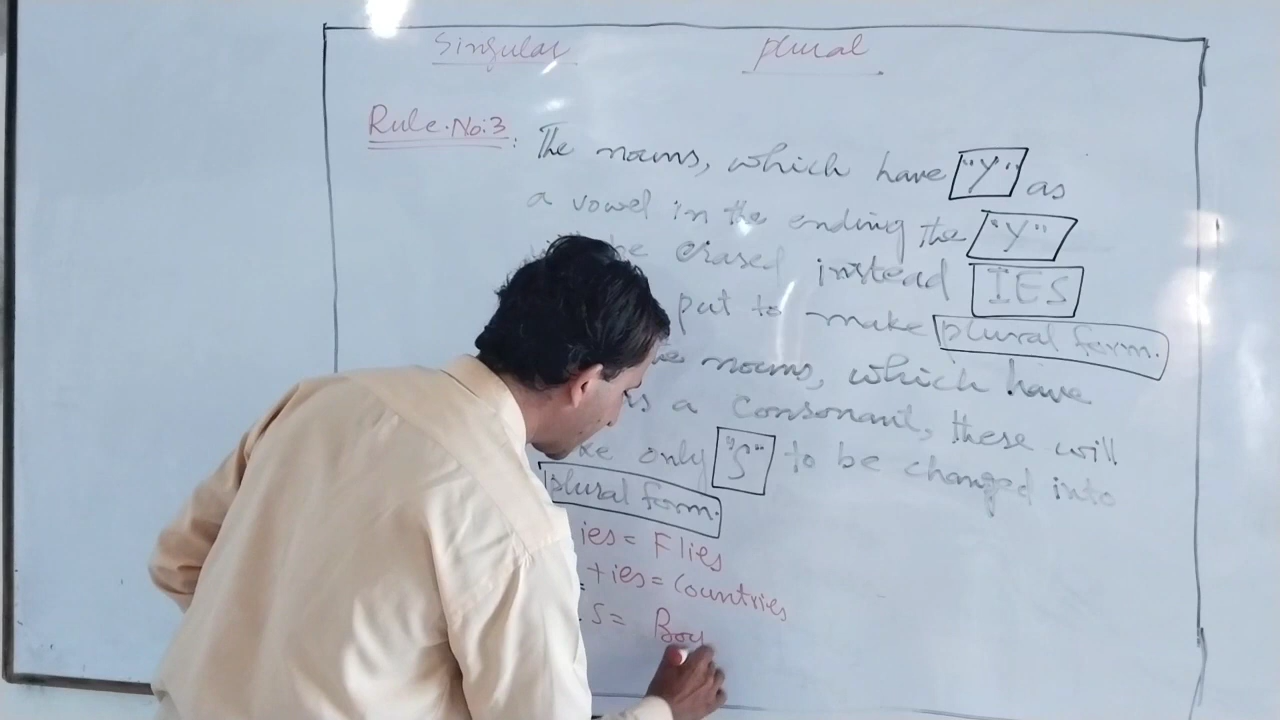 Singular plural
Rule.No:3: The nouns, which have "Y" as
a vowel in the ending the "Y"
be erased instead IES
put to make plural form.
nouns, which have
a consonant, these will
only "S" to be changed into
plural form.
ies = Flies
+ies = Countries
S = Boy